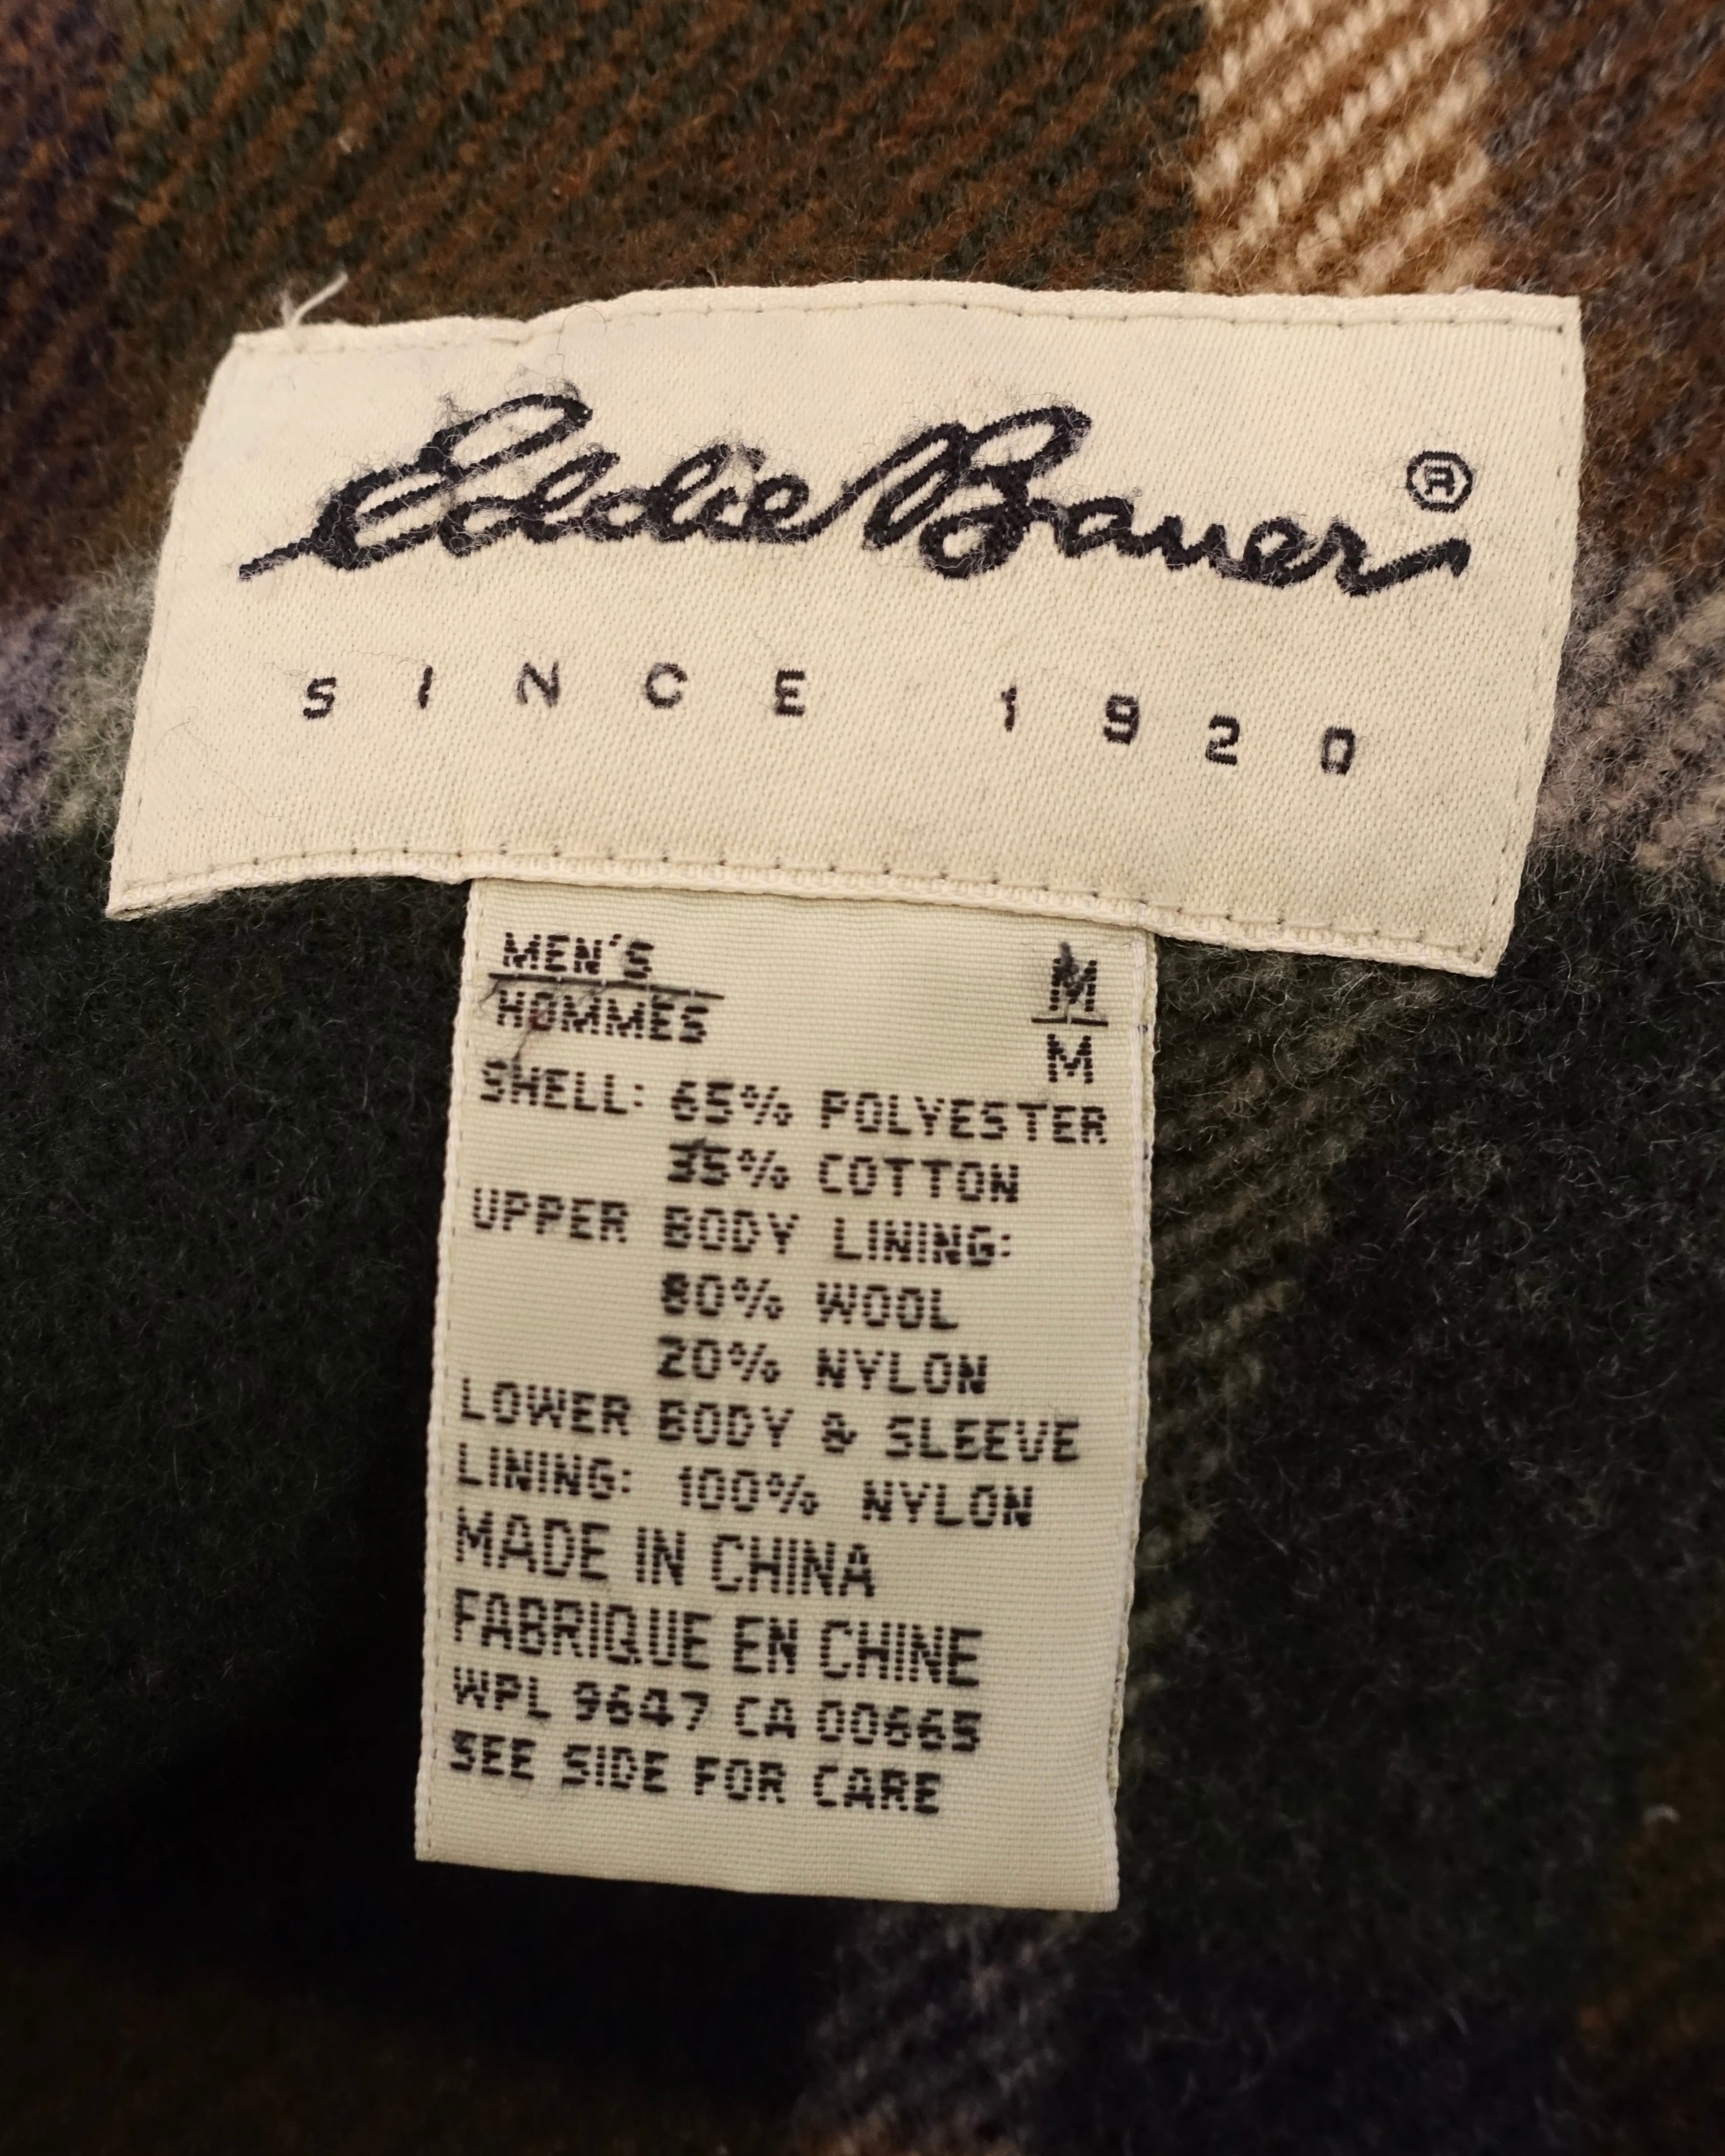 Eddie Bauer ®
SINCE 1920
MEN'S M
HOMMES M
SHELL: 65% POLYESTER
35% COTTON
UPPER BODY LINING:
80% WOOL
20% NYLON
LOWER BODY & SLEEVE
LINING: 100% NYLON
MADE IN CHINA
FABRIQUE EN CHINE
WPL 9647 CA 00665
SEE SIDE FOR CARE